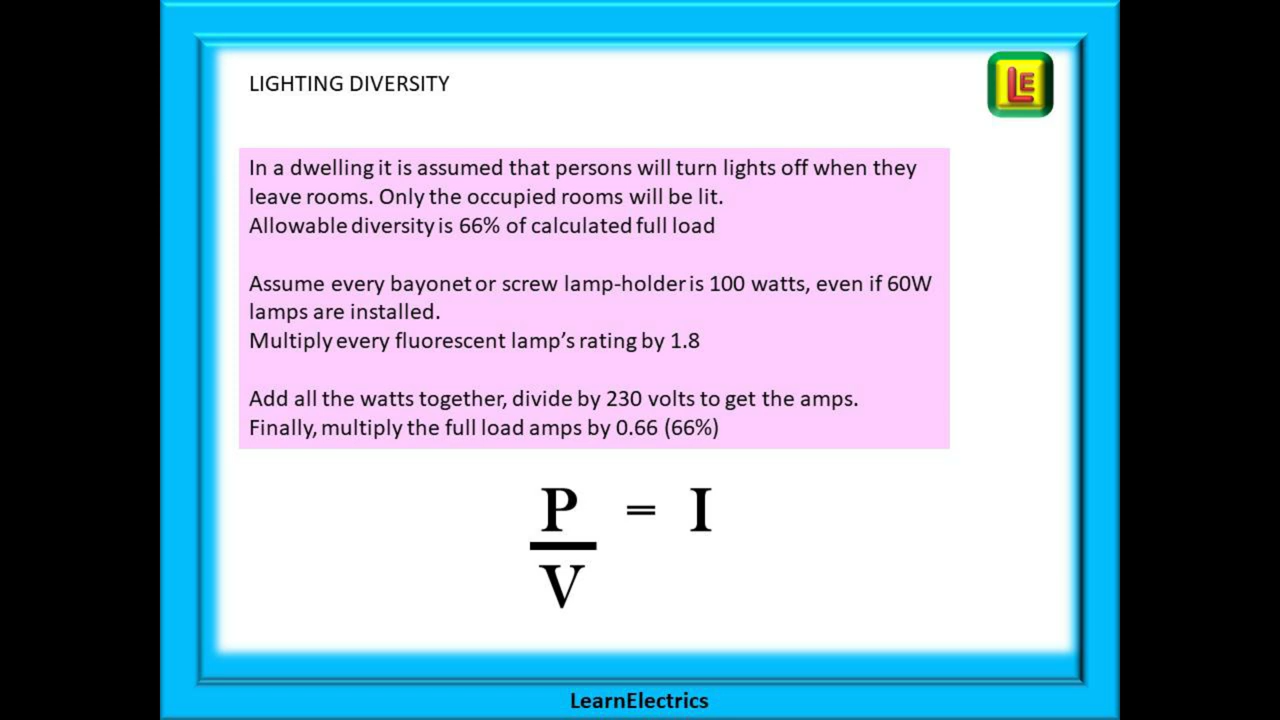 LIGHTING DIVERSITY
LE
In a dwelling it is assumed that persons will turn lights off when they
leave rooms. Only the occupied rooms will be lit.
Allowable diversity is 66% of calculated full load
Assume every bayonet or screw lamp-holder is 100 watts, even if 60W
lamps are installed.
Multiply every fluorescent lamp's rating by 1.8
Add all the watts together, divide by 230 volts to get the amps.
Finally, multiply the full load amps by 0.66 (66%)
P = I
V
LearnElectrics